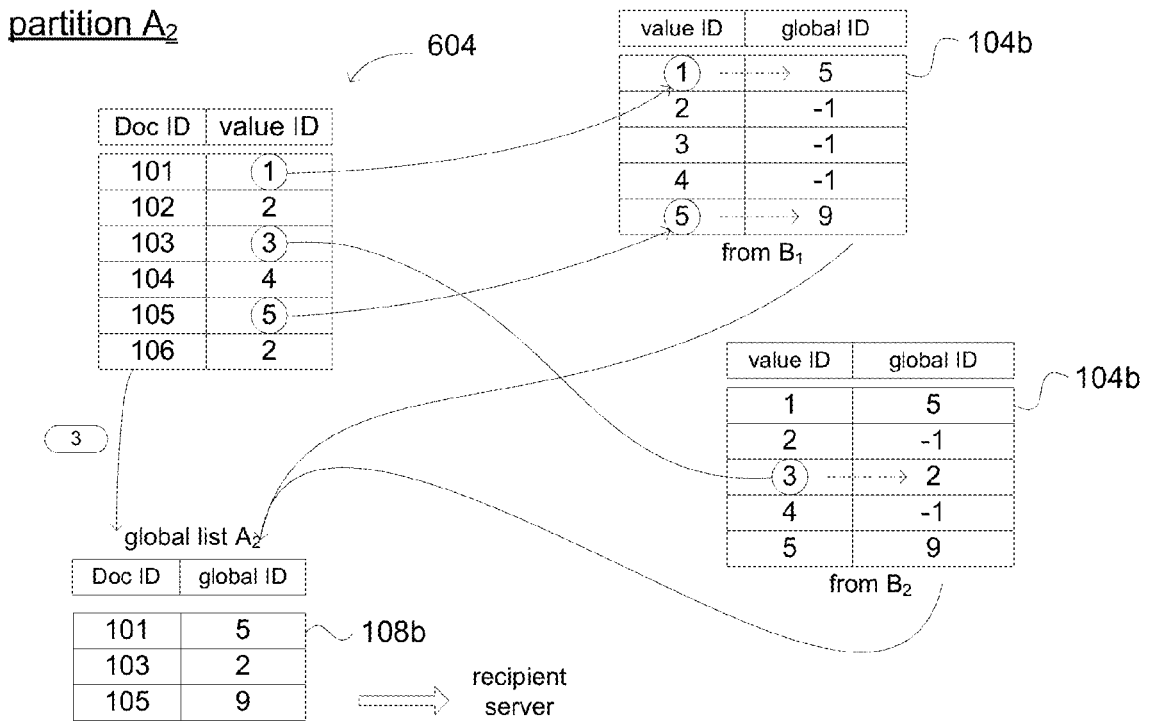 partition A₂
604
Doc ID value ID
101 1
102 2
103 3
104 4
105 5
106 2
value ID global ID
1 5
2 -1
3 -1
4 -1
5 9
from B₁
104b
value ID global ID
1 5
2 -1
3 2
4 -1
5 9
from B₂
104b
3
global list A₂
Doc ID global ID
101 5
103 2
105 9
108b
recipient
server